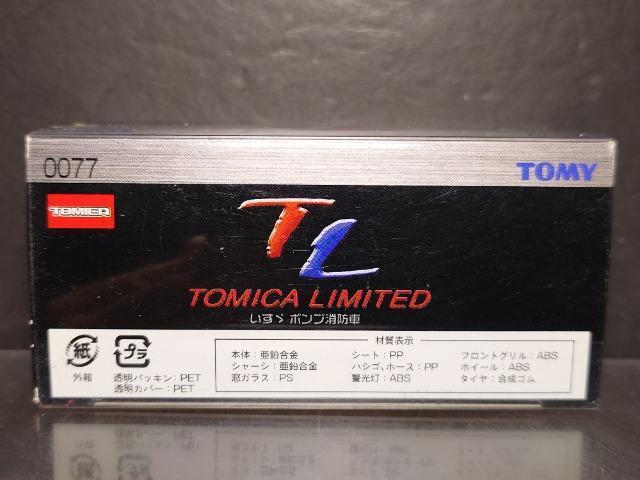 0077
TOMY
TOMICA
TL
TOMICA LIMITED
いすゞ ポンプ消防車
材質表示
紙
外箱
プラ
透明パッキン:PET
透明カバー:PET
本体:亜鉛合金
シャーシ:亜鉛合金
窓ガラス:PS
シート:PP
ハシゴ、ホース:PP
警光灯:ABS
フロントグリル:ABS
ホイール:ABS
タイヤ:合成ゴム